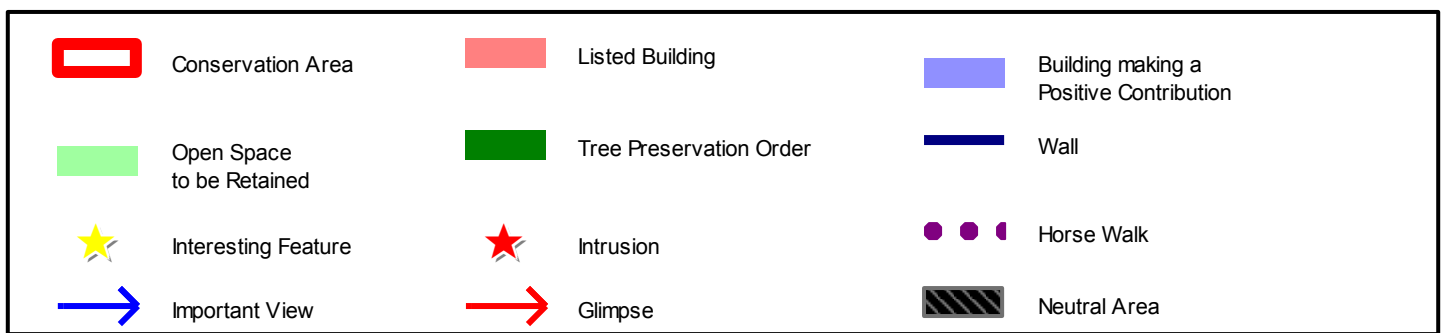 Conservation Area
Listed Building
Building making a
Positive Contribution
Open Space
to be Retained
Tree Preservation Order
Wall
Interesting Feature
Intrusion
Horse Walk
Important View
Glimpse
Neutral Area